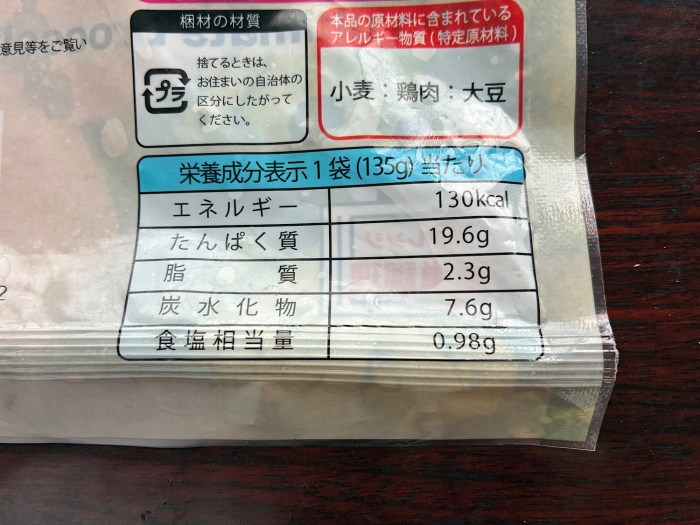 梱材の材質
捨てるときは、
お住まいの自治体の
区分にしたがって
ください。
プラ
本品の原材料に含まれている
アレルギー物質(特定原材料)
小麦:鶏肉:大豆
意見等をご覧い
栄養成分表示1袋(135g)当たり
エネルギー 130kcal
たんぱく質 19.6g
脂質 2.3g
炭水化物 7.6g
食塩相当量 0.98g
2